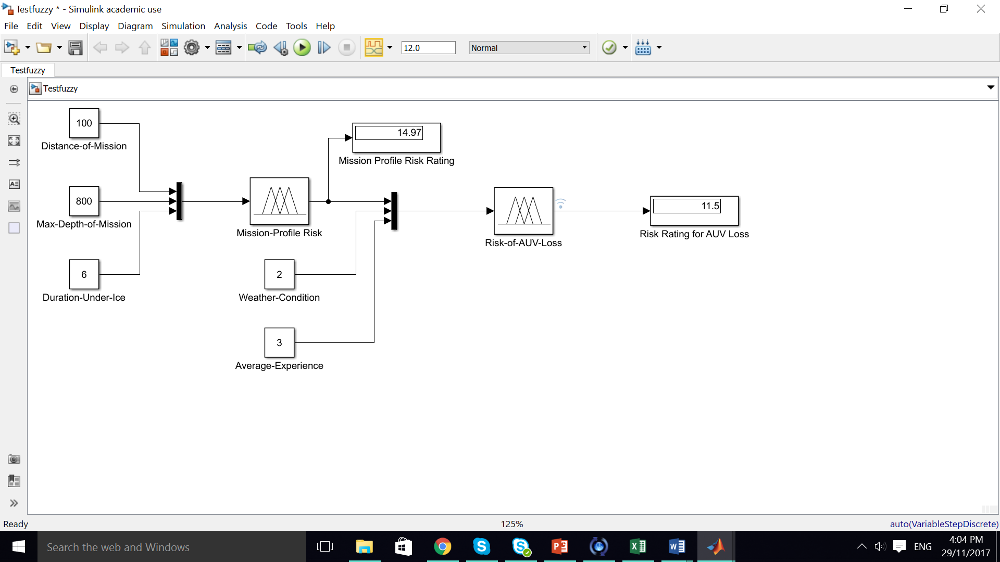 Testfuzzy * - Simulink academic use
File Edit View Display Diagram Simulation Analysis Code Tools Help
12.0
Normal
Testfuzzy
Testfuzzy
100
Distance-of-Mission
14.97
Mission Profile Risk Rating
800
Max-Depth-of-Mission
Mission-Profile Risk
Risk-of-AUV-Loss
11.5
Risk Rating for AUV Loss
6
Duration-Under-Ice
2
Weather-Condition
3
Average-Experience
Ready
125%
auto(VariableStepDiscrete)
Search the web and Windows
ENG
4:04 PM
29/11/2017